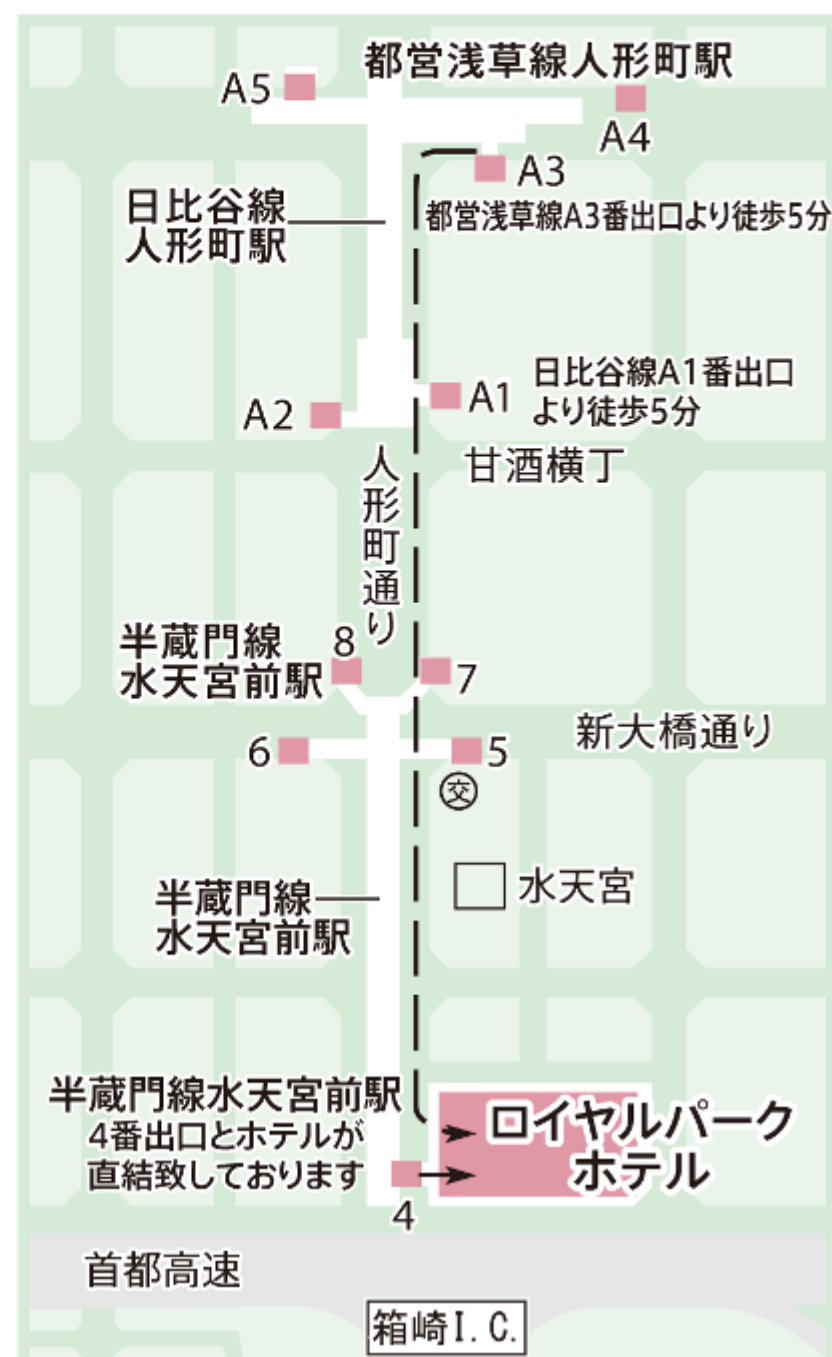 都営浅草線人形町駅
A5
A4
A3
日比谷線
人形町駅
都営浅草線A3番出口より徒歩5分
日比谷線A1番出口
より徒歩5分
A1
A2
甘酒横丁
人形町通り
半蔵門線
水天宮前駅
8
7
新大橋通り
6
5
交
水天宮
半蔵門線
水天宮前駅
半蔵門線水天宮前駅
4番出口とホテルが
直結致しております
ロイヤルパーク
ホテル
4
首都高速
箱崎I.C.